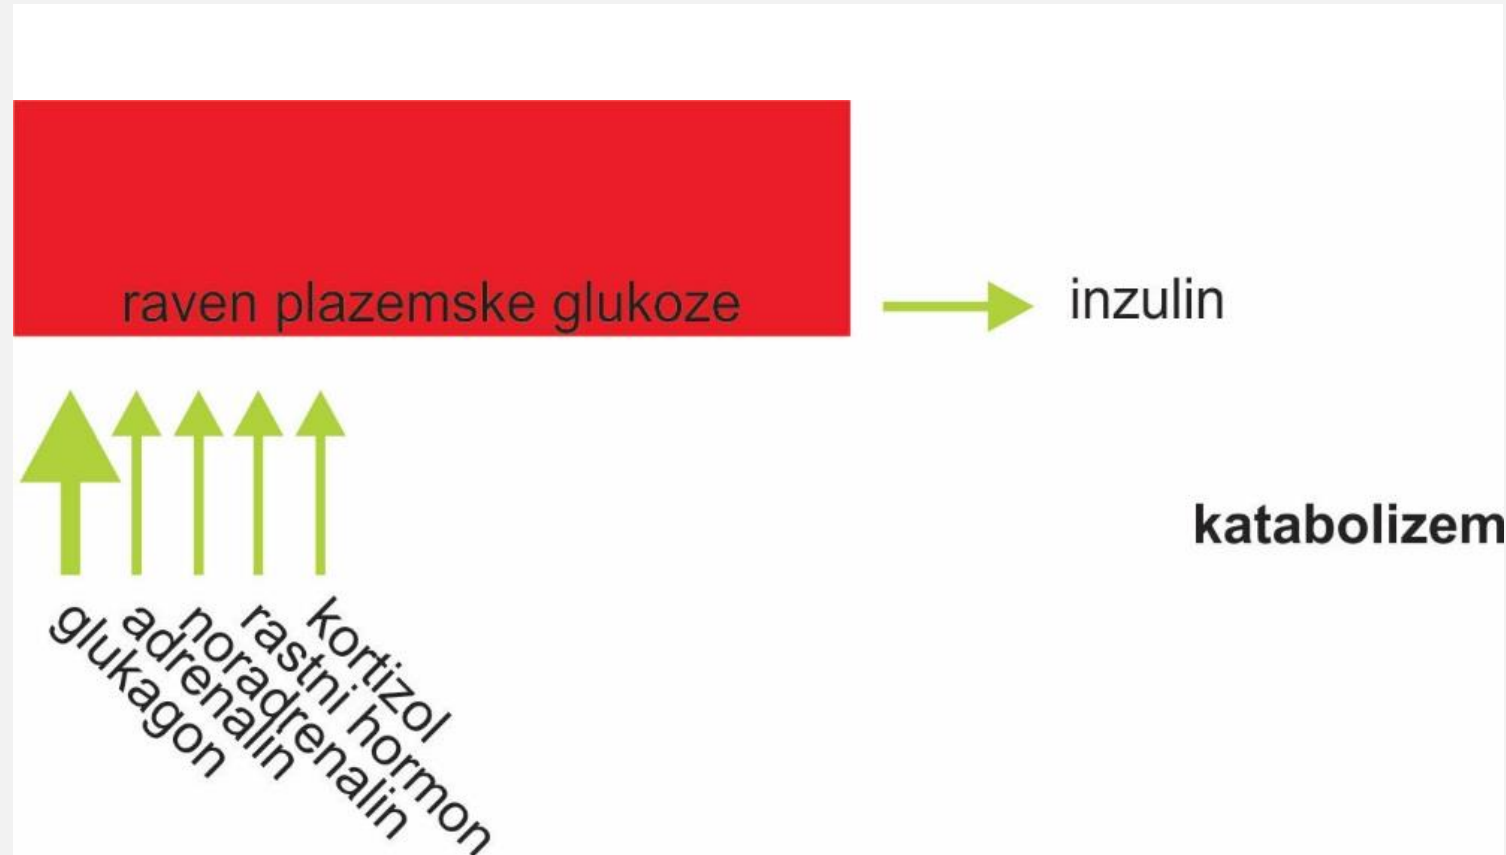 raven plazemske glukoze
inzulin
katabolizem
glukagon
adrenalin
noradrenalin
rastni hormon
kortizol